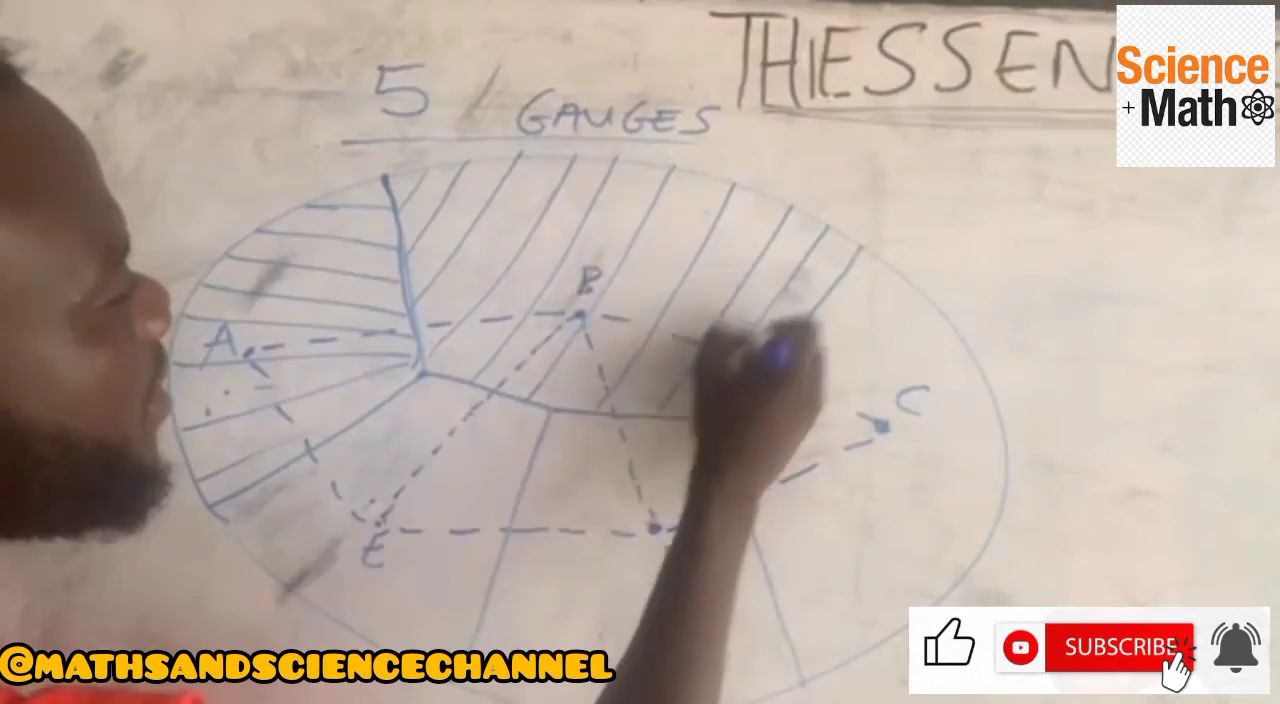 THIESSEN
5 GAUGES
Science
+Math
B
A
C
E
@MATHSANDSCIENCECHANNEL
SUBSCRIBE